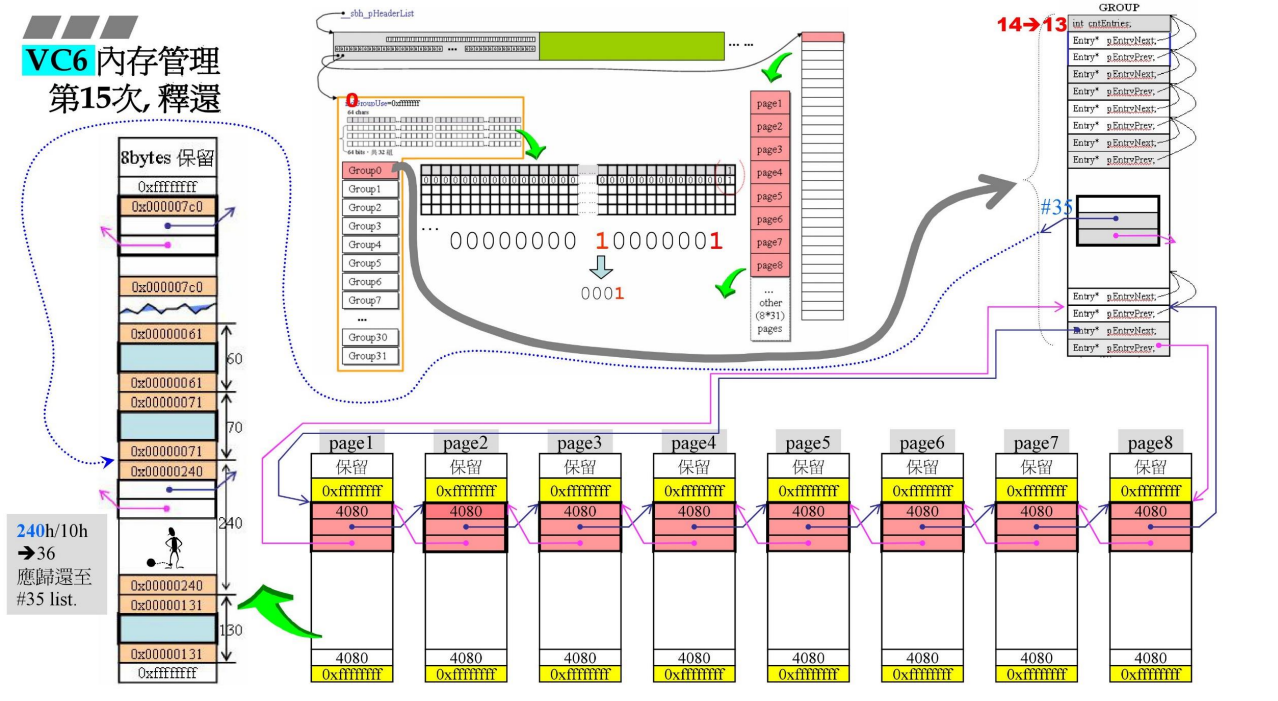 VC6 內存管理
第15次, 釋還
__sbh_pHeaderList
... ...
0
GroupUse=0xffffffff
64 chars
64 bits，共 32 組
Group0
Group1
Group2
Group3
Group4
Group5
Group6
Group7
...
Group30
Group31
...
00000000 10000001
0001
page1
page2
page3
page4
page5
page6
page7
page8
...
other
(8*31)
pages
GROUP
14➔13
int cntEntries;
Entry* pEntryNext;
Entry* pEntryPrev;
Entry* pEntryNext;
Entry* pEntryPrev;
Entry* pEntryNext;
Entry* pEntryPrev;
Entry* pEntryNext;
Entry* pEntryPrev;
#35
Entry* pEntryNext;
Entry* pEntryPrev;
Entry* pEntryNext;
Entry* pEntryPrev;
8bytes 保留
0xffffffff
0x000007c0
0x000007c0
0x00000061
60
0x00000061
0x00000071
70
0x00000071
0x00000240
240
0x00000240
0x00000131
130
0x00000131
0xffffffff
240h/10h
➔36
應歸還至
#35 list.
page1 page2 page3 page4 page5 page6 page7 page8
保留 保留 保留 保留 保留 保留 保留 保留
0xffffffff 0xffffffff 0xffffffff 0xffffffff 0xffffffff 0xffffffff 0xffffffff 0xffffffff
4080 4080 4080 4080 4080 4080 4080 4080
4080 4080 4080 4080 4080 4080 4080 4080
0xffffffff 0xffffffff 0xffffffff 0xffffffff 0xffffffff 0xffffffff 0xffffffff 0xffffffff